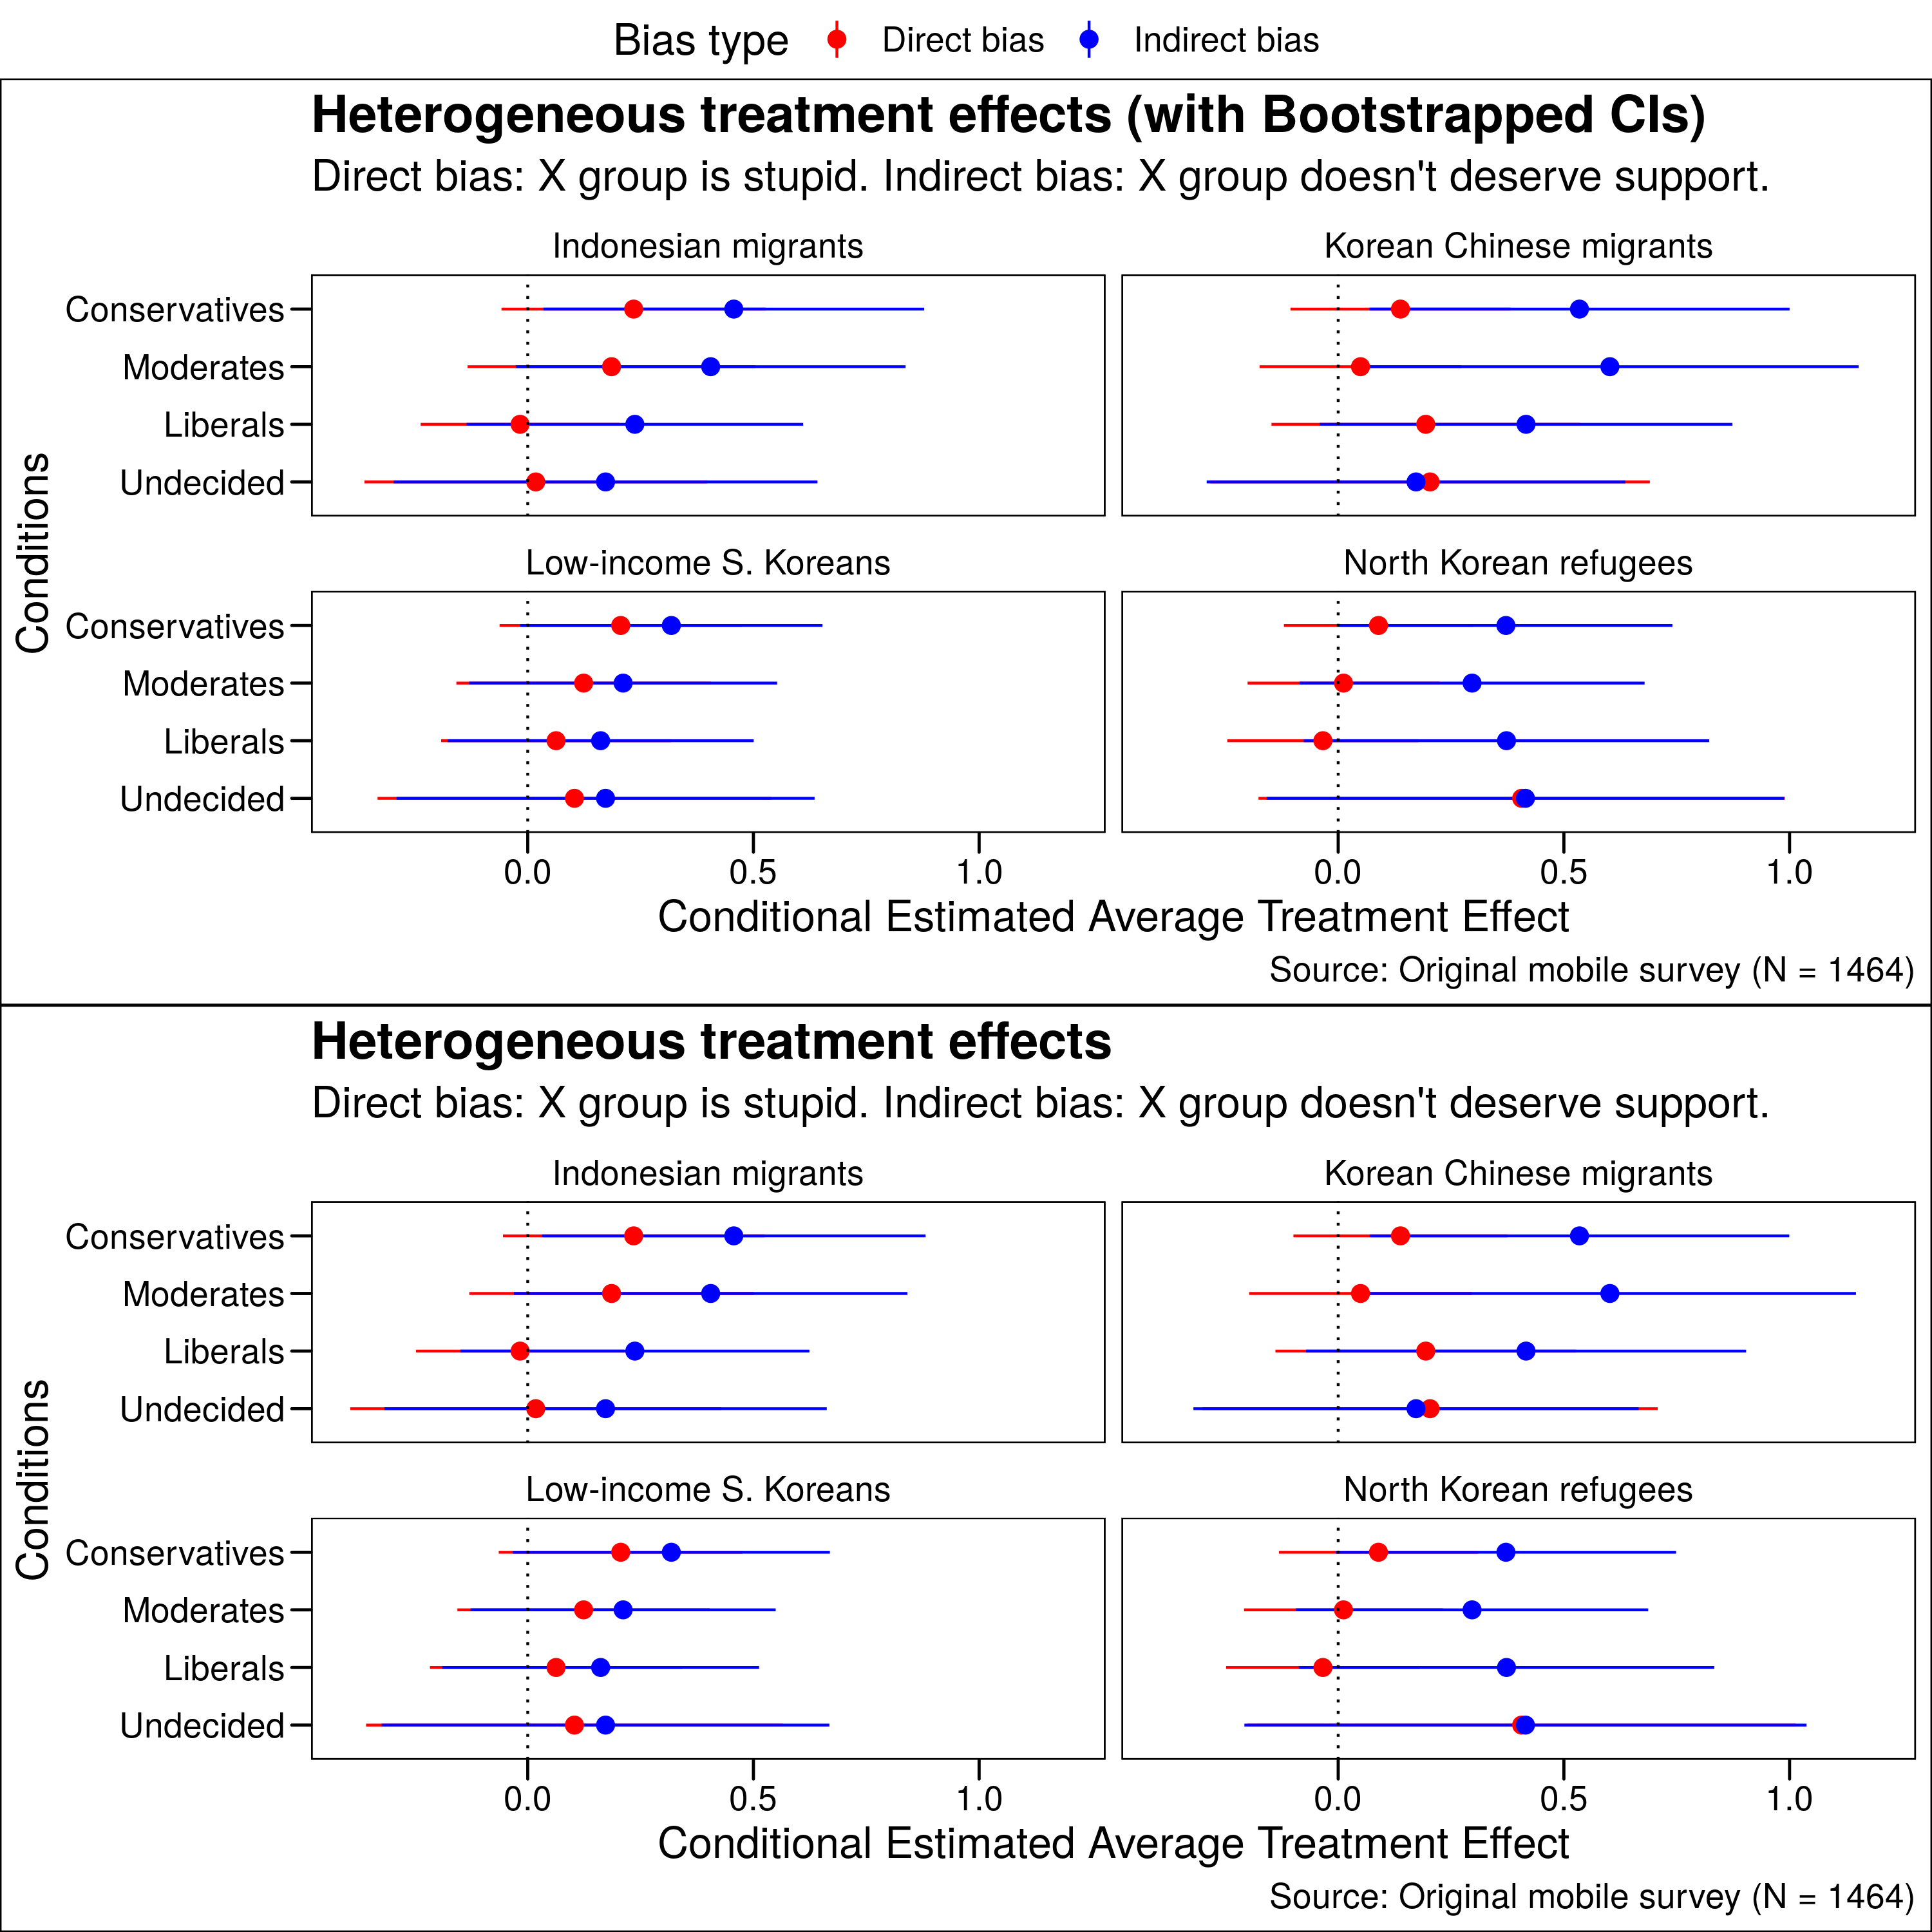 Bias type Direct bias Indirect bias
Heterogeneous treatment effects (with Bootstrapped CIs)
Direct bias: X group is stupid. Indirect bias: X group doesn't deserve support.
Indonesian migrants Korean Chinese migrants
Conservatives
Moderates
Liberals
Undecided
Conditions
Low-income S. Koreans North Korean refugees
Conservatives
Moderates
Liberals
Undecided
0.0 0.5 1.0 0.0 0.5 1.0
Conditional Estimated Average Treatment Effect
Source: Original mobile survey (N = 1464)
Heterogeneous treatment effects
Direct bias: X group is stupid. Indirect bias: X group doesn't deserve support.
Indonesian migrants Korean Chinese migrants
Conservatives
Moderates
Liberals
Undecided
Conditions
Low-income S. Koreans North Korean refugees
Conservatives
Moderates
Liberals
Undecided
0.0 0.5 1.0 0.0 0.5 1.0
Conditional Estimated Average Treatment Effect
Source: Original mobile survey (N = 1464)